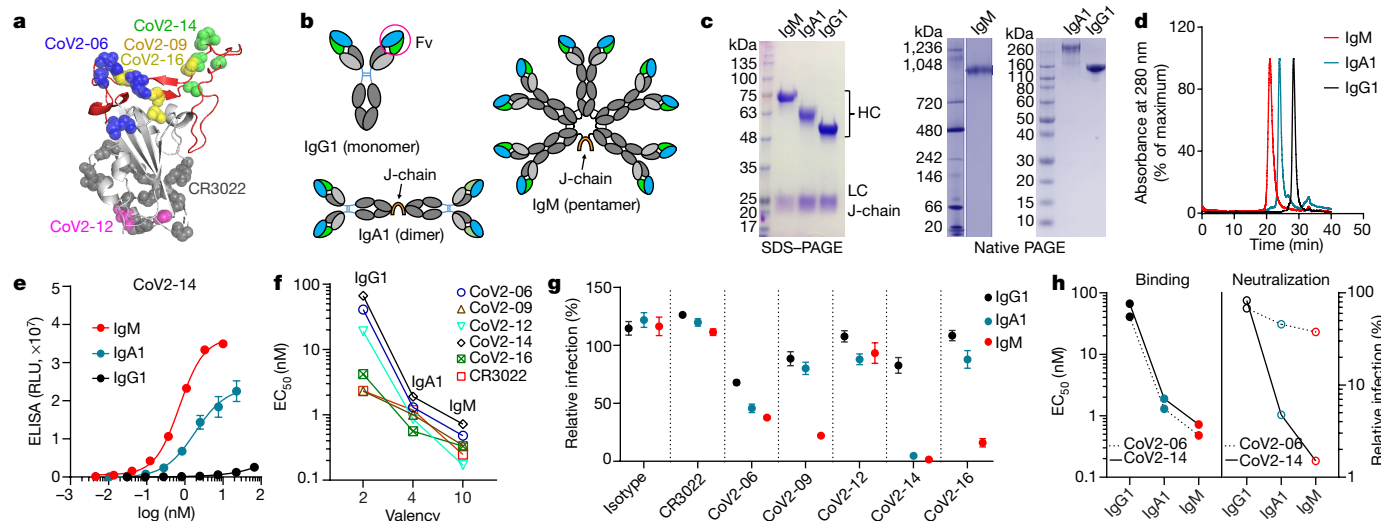 a
CoV2-14
CoV2-06
CoV2-09
CoV2-16
CR3022
CoV2-12
b
Fv
IgG1 (monomer)
J-chain
IgA1 (dimer)
J-chain
IgM (pentamer)
c
kDa
IgM
IgA1
IgG1
135
100
75
63
48
35
25
20
17
HC
LC
J-chain
SDS–PAGE
kDa
IgM
1,236
1,048
720
480
146
242
66
20
kDa
IgA1
IgG1
260
160
110
80
60
50
40
30
20
15
10
Native PAGE
d
Absorbance at 280 nm
(% of maximum)
120
80
40
0
0 20 30 40 50
Time (min)
IgM
IgA1
IgG1
e
CoV2-14
ELISA (RLU, ×10⁷)
5
4
3
2
1
0
–3 –2 –1 0 1 2
log (nM)
IgM
IgA1
IgG1
f
EC50 (nM)
100
10
1
0.1
2 4 10
Valency
IgG1
IgA1
IgM
CoV2-06
CoV2-09
CoV2-12
CoV2-14
CoV2-16
CR3022
g
Relative infection (%)
150
100
50
0
Isotype
CR3022
CoV2-06
CoV2-09
CoV2-12
CoV2-14
CoV2-16
IgG1
IgA1
IgM
h
Binding
Neutralization
EC50 (nM)
100
10
1
0.1
CoV2-06
CoV2-14
IgG1
IgA1
IgM
CoV2-06
CoV2-14
IgG1
IgA1
IgM
100
10
1
Relative infection (%)